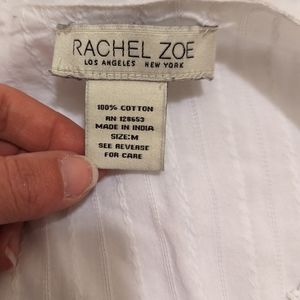 RACHEL ZOE
LOS ANGELES NEW YORK
100% COTTON
RN 128653
MADE IN INDIA
SIZE:M
SEE REVERSE
FOR CARE